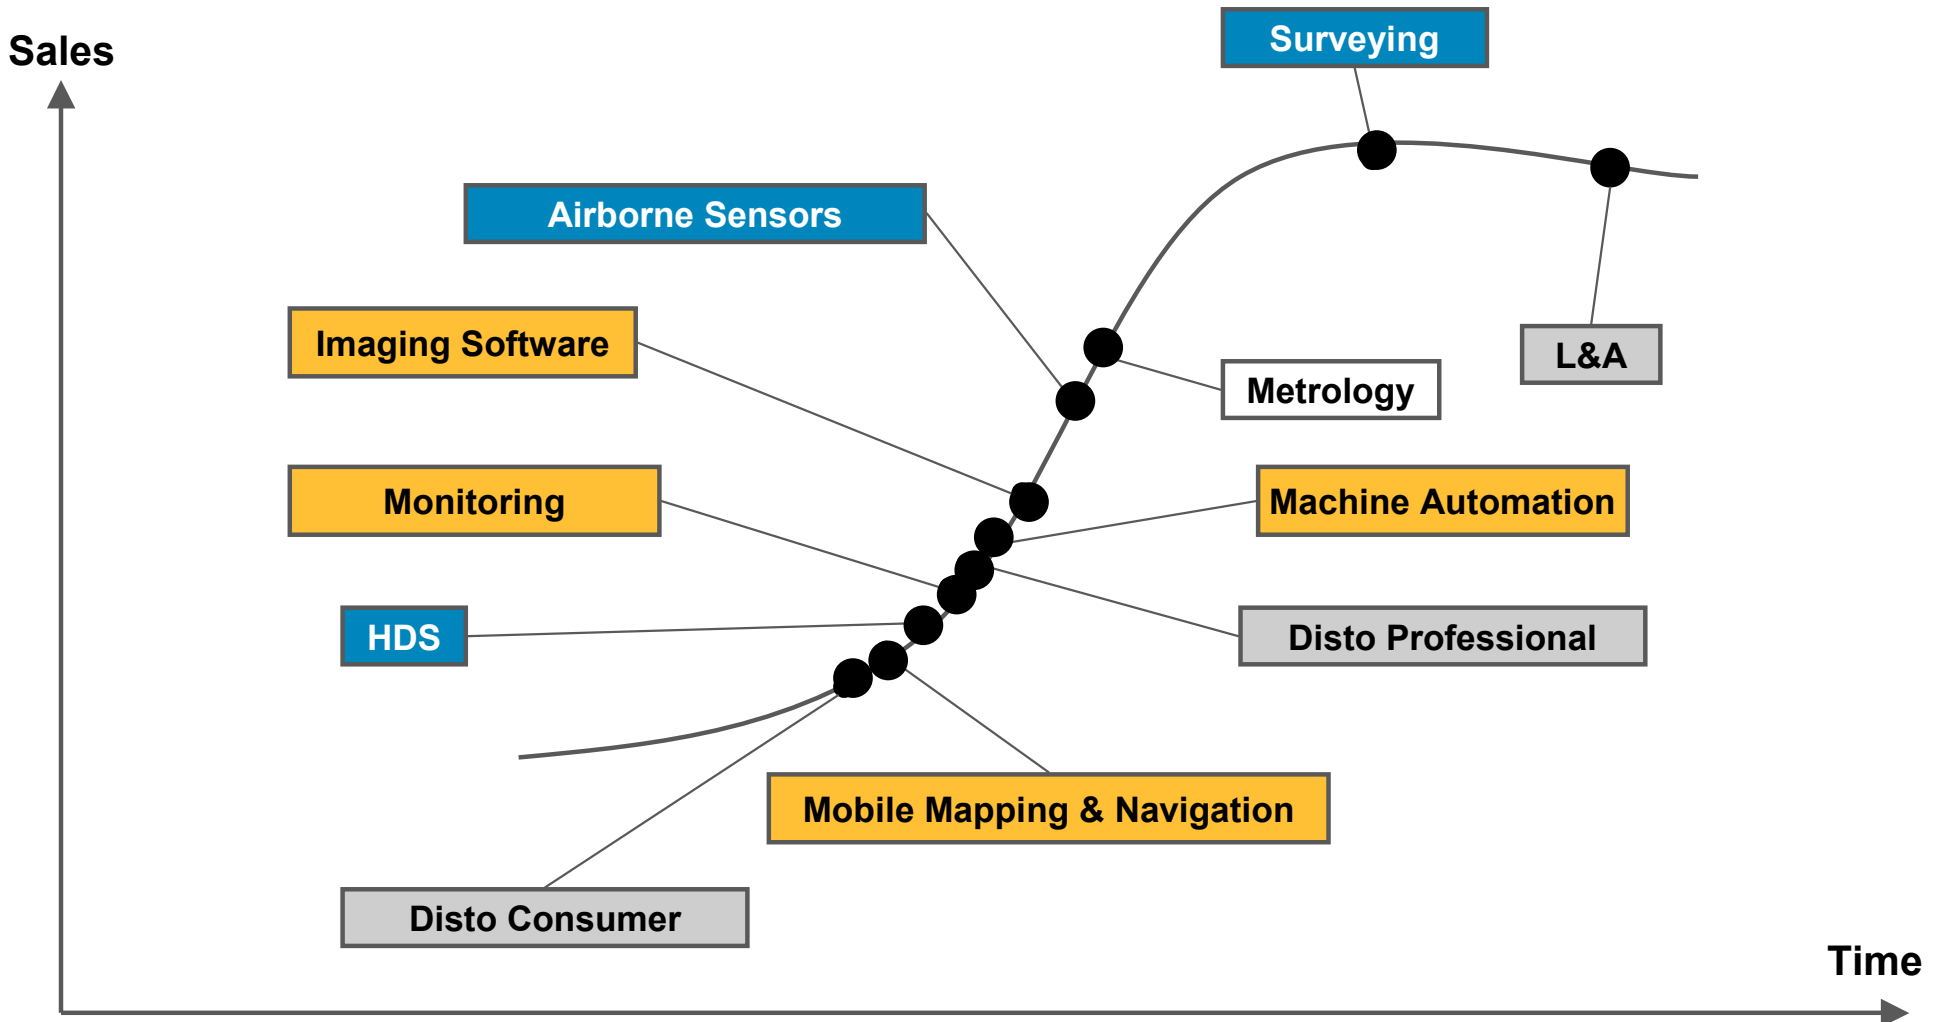 Sales
Surveying
Airborne Sensors
Imaging Software
L&A
Metrology
Monitoring
Machine Automation
HDS
Disto Professional
Mobile Mapping & Navigation
Disto Consumer
Time